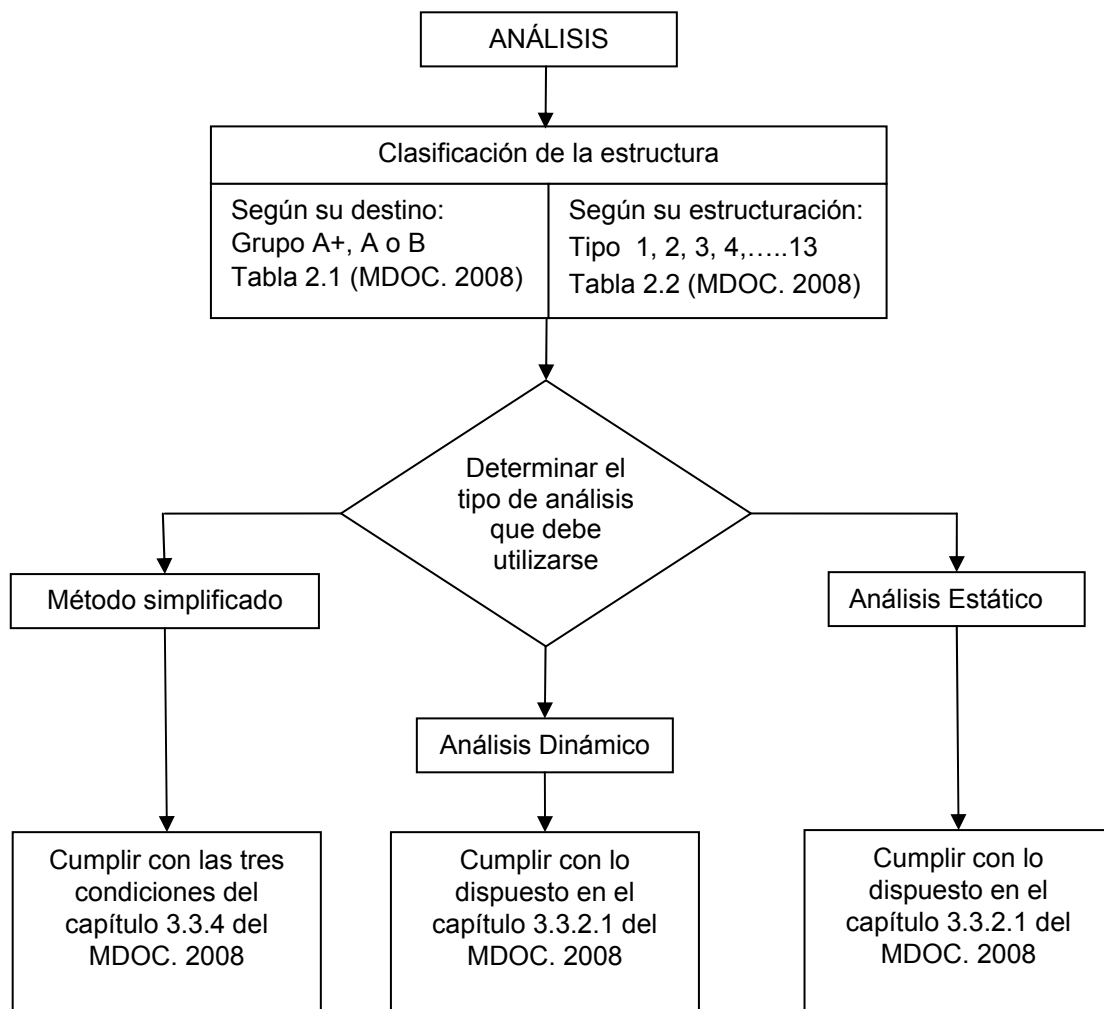 ANÁLISIS
Clasificación de la estructura
Según su destino:
Grupo A+, A o B
Tabla 2.1 (MDOC. 2008)
Según su estructuración:
Tipo 1, 2, 3, 4,…..13
Tabla 2.2 (MDOC. 2008)
Determinar el
tipo de análisis
que debe
utilizarse
Método simplificado
Análisis Dinámico
Análisis Estático
Cumplir con las tres
condiciones del
capítulo 3.3.4 del
MDOC. 2008
Cumplir con lo
dispuesto en el
capítulo 3.3.2.1 del
MDOC. 2008
Cumplir con lo
dispuesto en el
capítulo 3.3.2.1 del
MDOC. 2008